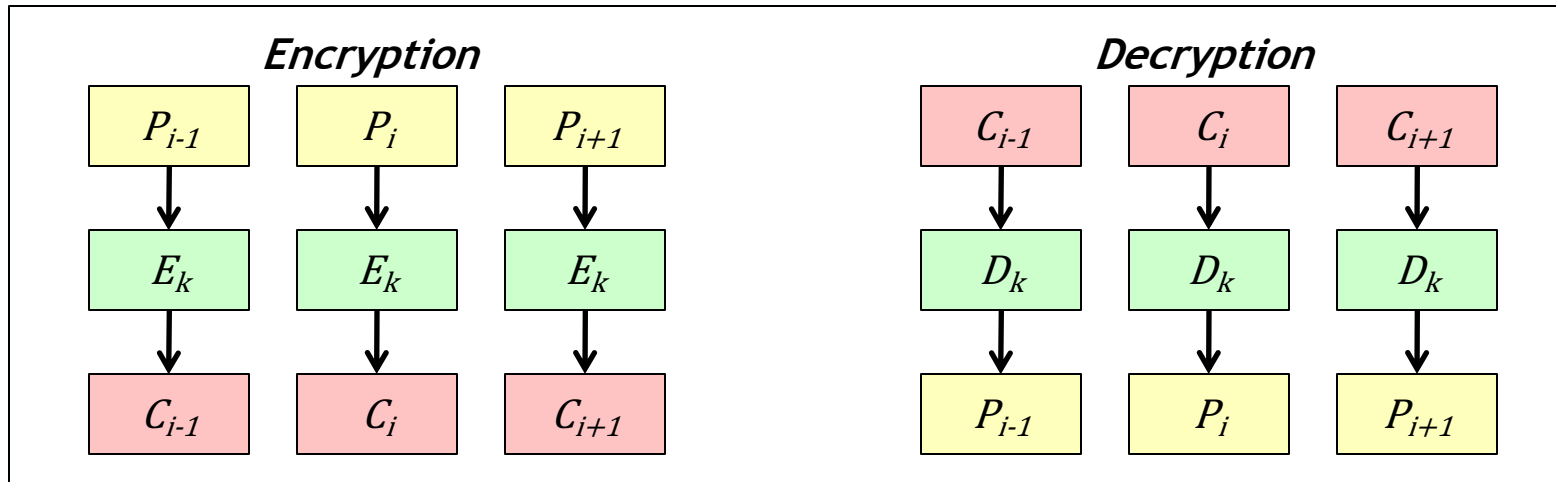 Encryption Decryption
P_{i-1} P_i P_{i+1} C_{i-1} C_i C_{i+1}
E_k E_k E_k D_k D_k D_k
C_{i-1} C_i C_{i+1} P_{i-1} P_i P_{i+1}